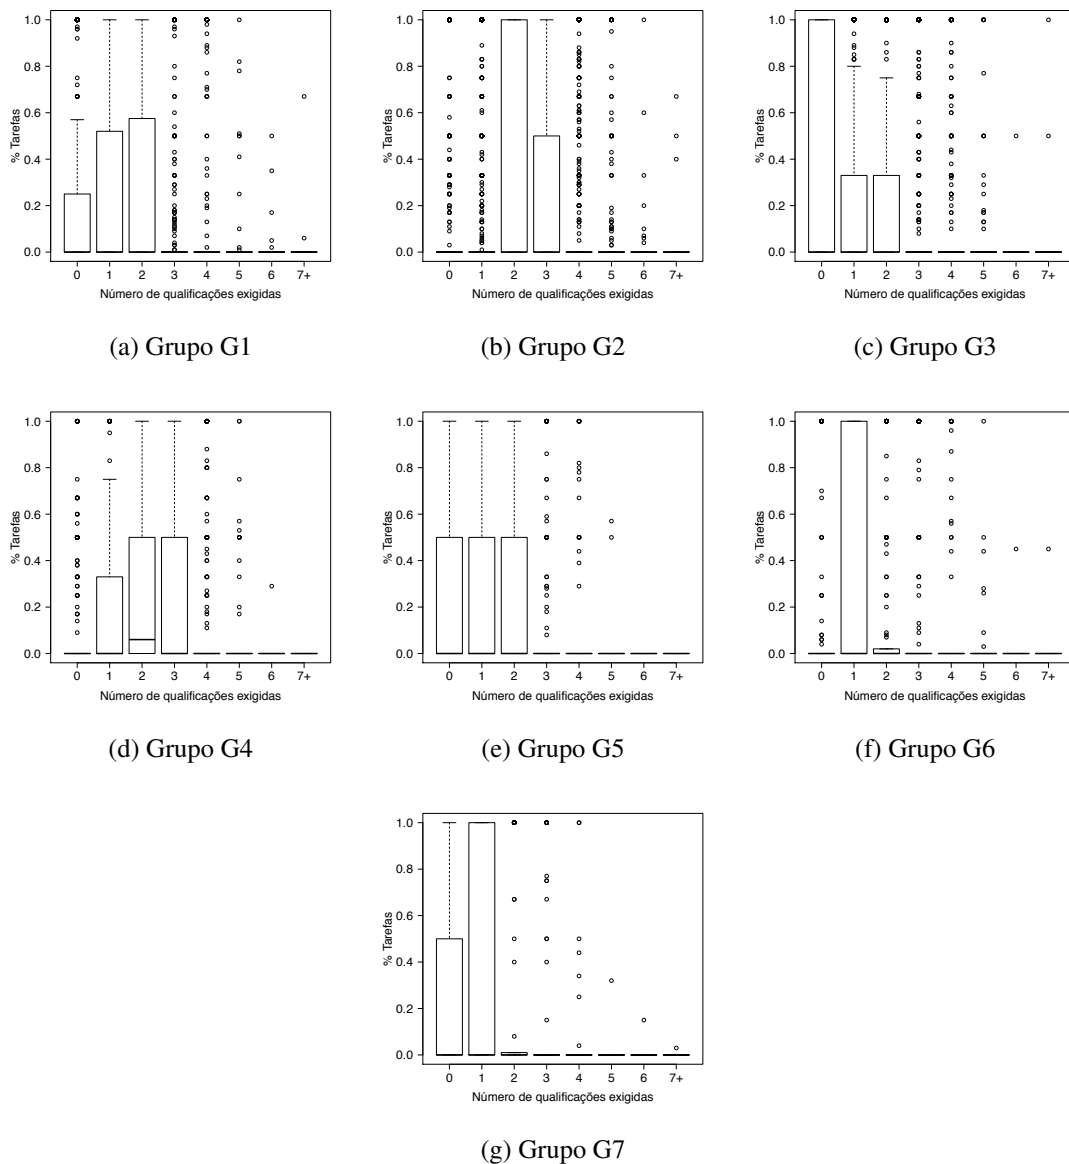 % Tarefas
1.0
0.8
0.6
0.4
0.2
0.0
0 1 2 3 4 5 6 7+
Número de qualificações exigidas
(a) Grupo G1
% Tarefas
1.0
0.8
0.6
0.4
0.2
0.0
0 1 2 3 4 5 6 7+
Número de qualificações exigidas
(b) Grupo G2
% Tarefas
1.0
0.8
0.6
0.4
0.2
0.0
0 1 2 3 4 5 6 7+
Número de qualificações exigidas
(c) Grupo G3
% Tarefas
1.0
0.8
0.6
0.4
0.2
0.0
0 1 2 3 4 5 6 7+
Número de qualificações exigidas
(d) Grupo G4
% Tarefas
1.0
0.8
0.6
0.4
0.2
0.0
0 1 2 3 4 5 6 7+
Número de qualificações exigidas
(e) Grupo G5
% Tarefas
1.0
0.8
0.6
0.4
0.2
0.0
0 1 2 3 4 5 6 7+
Número de qualificações exigidas
(f) Grupo G6
% Tarefas
1.0
0.8
0.6
0.4
0.2
0.0
0 1 2 3 4 5 6 7+
Número de qualificações exigidas
(g) Grupo G7